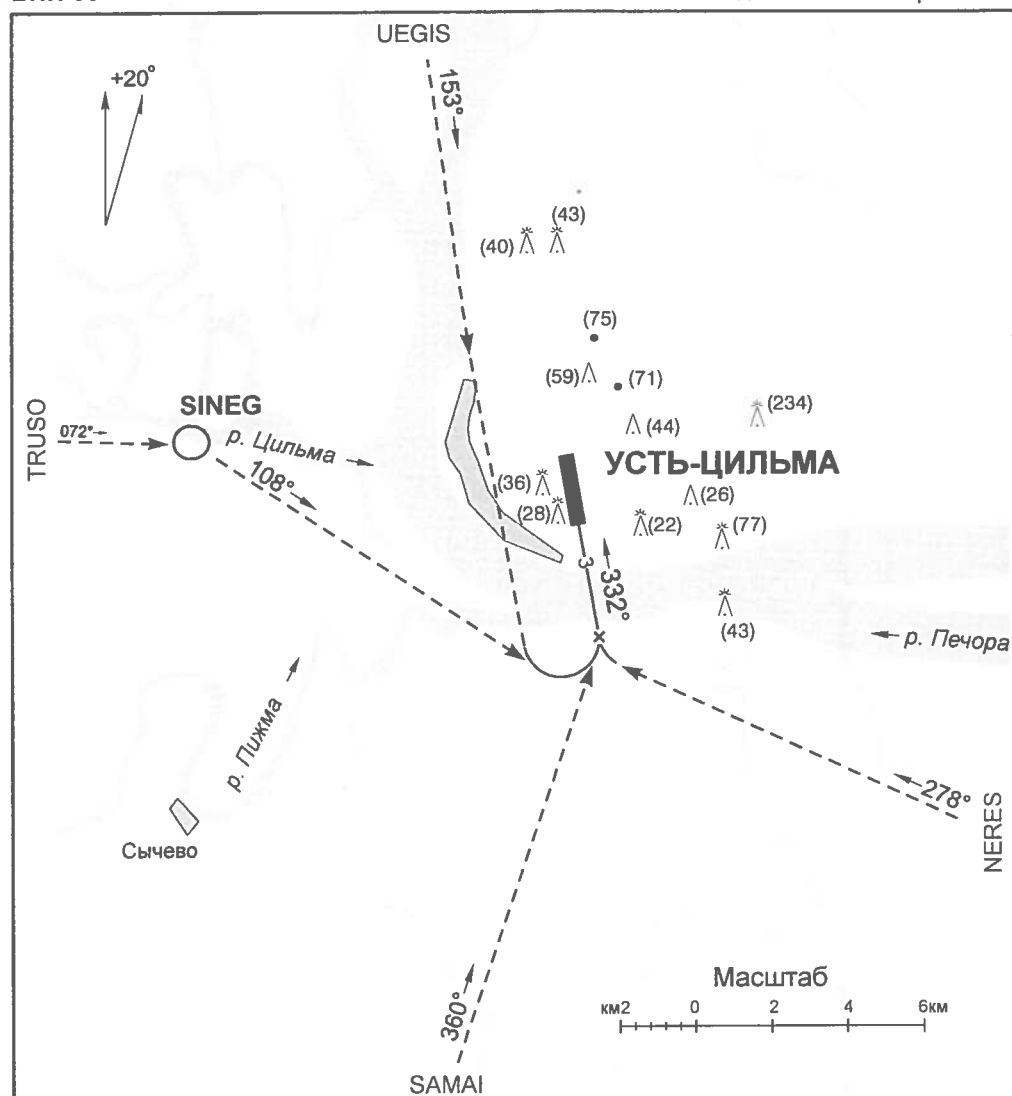 UEGIS
+20°
153°
(43)
(40)
(75)
(59)
(71)
(234)
(44)
SINEG
TRUSO
072°
р. Цильма
УСТЬ-ЦИЛЬМА
108°
(36)
(26)
(28)
(22)
(77)
3
332°
(43)
р. Печора
р. Пижма
278°
NERES
Сычево
Масштаб
км2 0 2 4 6км
360°
SAMAI